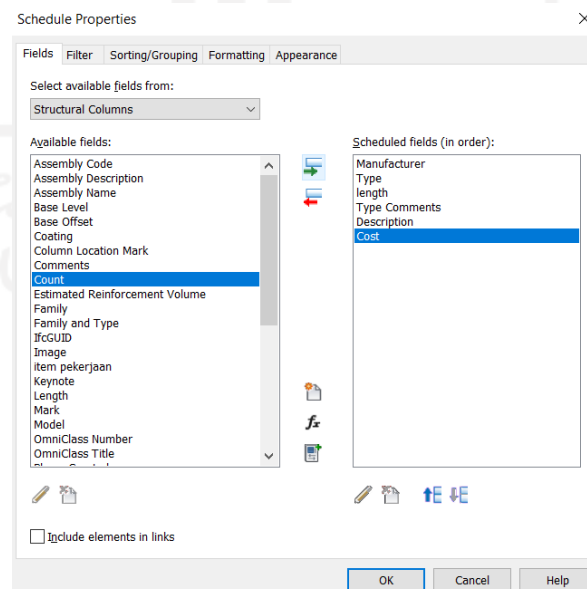 Schedule Properties
Fields Filter Sorting/Grouping Formatting Appearance
Select available fields from:
Structural Columns
Available fields:
Assembly Code
Assembly Description
Assembly Name
Base Level
Base Offset
Coating
Column Location Mark
Comments
Count
Estimated Reinforcement Volume
Family
Family and Type
IfcGUID
Image
item pekerjaan
Keynote
Length
Mark
Model
OmniClass Number
OmniClass Title
Scheduled fields (in order):
Manufacturer
Type
length
Type Comments
Description
Cost
Include elements in links
OK Cancel Help